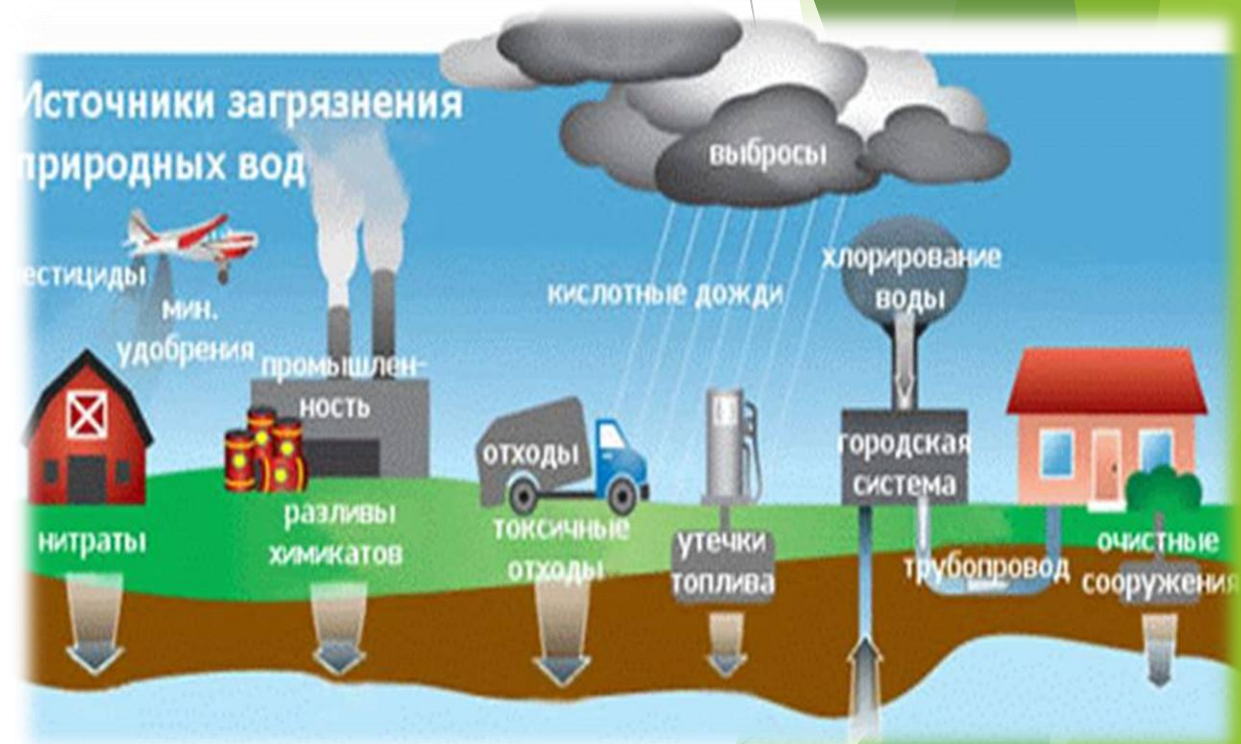 Источники загрязнения
природных вод
выбросы
естициды
мин.
удобрения
кислотные дожди
хлорирование
воды
промышлен-
ность
отходы
городская
система
нитраты
разливы
химикатов
токсичные
отходы
утечки
топлива
трубопровод
очистные
сооружения